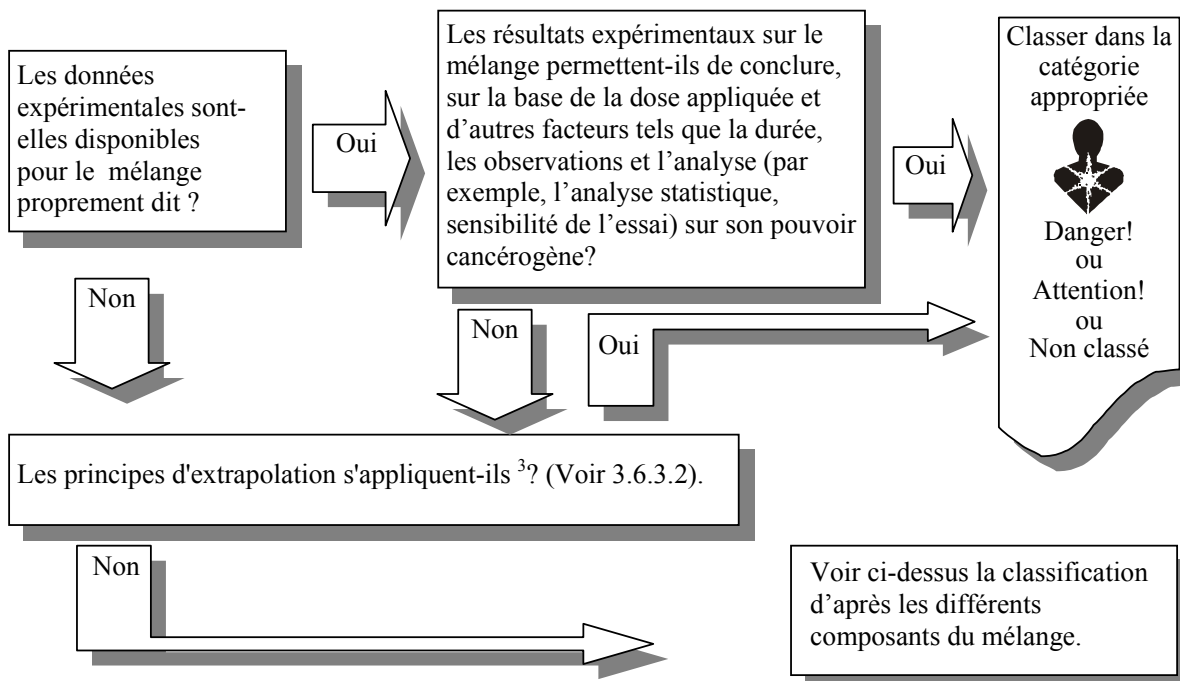 Les données
expérimentales sont-
elles disponibles
pour le mélange
proprement dit ?
Oui
Les résultats expérimentaux sur le
mélange permettent-ils de conclure,
sur la base de la dose appliquée et
d'autres facteurs tels que la durée,
les observations et l'analyse (par
exemple, l'analyse statistique,
sensibilité de l'essai) sur son pouvoir
cancérogène?
Oui
Classer dans la
catégorie
appropriée
Danger!
ou
Attention!
ou
Non classé
Non
Non
Oui
Les principes d'extrapolation s'appliquent-ils ³? (Voir 3.6.3.2).
Non
Voir ci-dessus la classification
d'après les différents
composants du mélange.